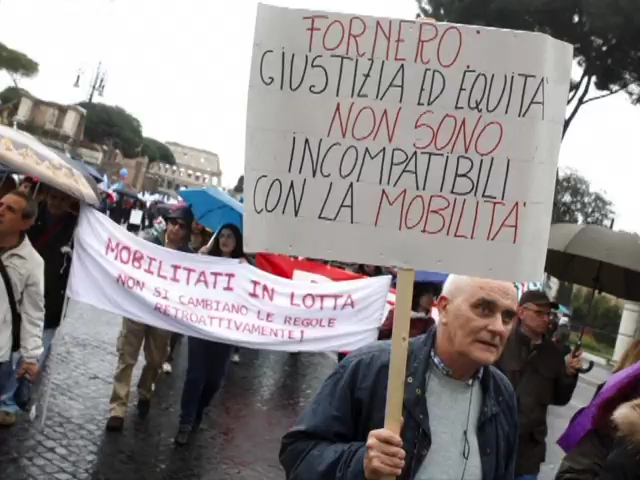 FORNERO:
GIUSTIZIA ED EQUITA'
NON SONO
INCOMPATIBILI
CON LA MOBILITA'
MOBILITATI IN LOTTA
NON SI CAMBIANO LE REGOLE
RETROATTIVAMENTE!